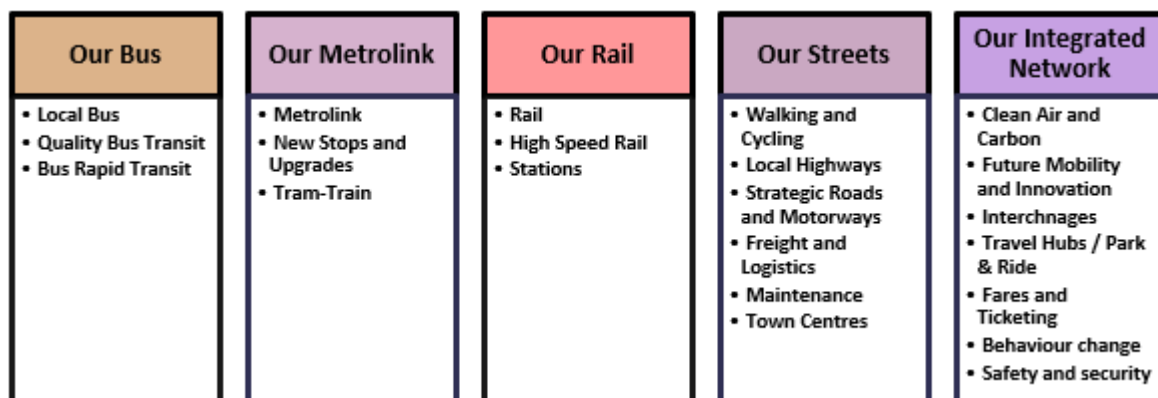 Our Bus
• Local Bus
• Quality Bus Transit
• Bus Rapid Transit
Our Metrolink
• Metrolink
• New Stops and
Upgrades
• Tram-Train
Our Rail
• Rail
• High Speed Rail
• Stations
Our Streets
• Walking and
Cycling
• Local Highways
• Strategic Roads
and Motorways
• Freight and
Logistics
• Maintenance
• Town Centres
Our Integrated
Network
• Clean Air and
Carbon
• Future Mobility
and Innovation
• Interchnages
• Travel Hubs / Park
& Ride
• Fares and
Ticketing
• Behaviour change
• Safety and security